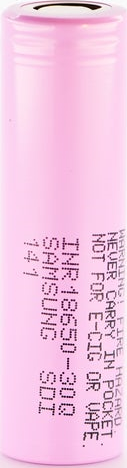 WARNING! FIRE HAZARD
NEVER CARRY IN POCKET.
NOT FOR E-CIG OR VAPE.
INR18650-30Q
SAMSUNG SDI
141